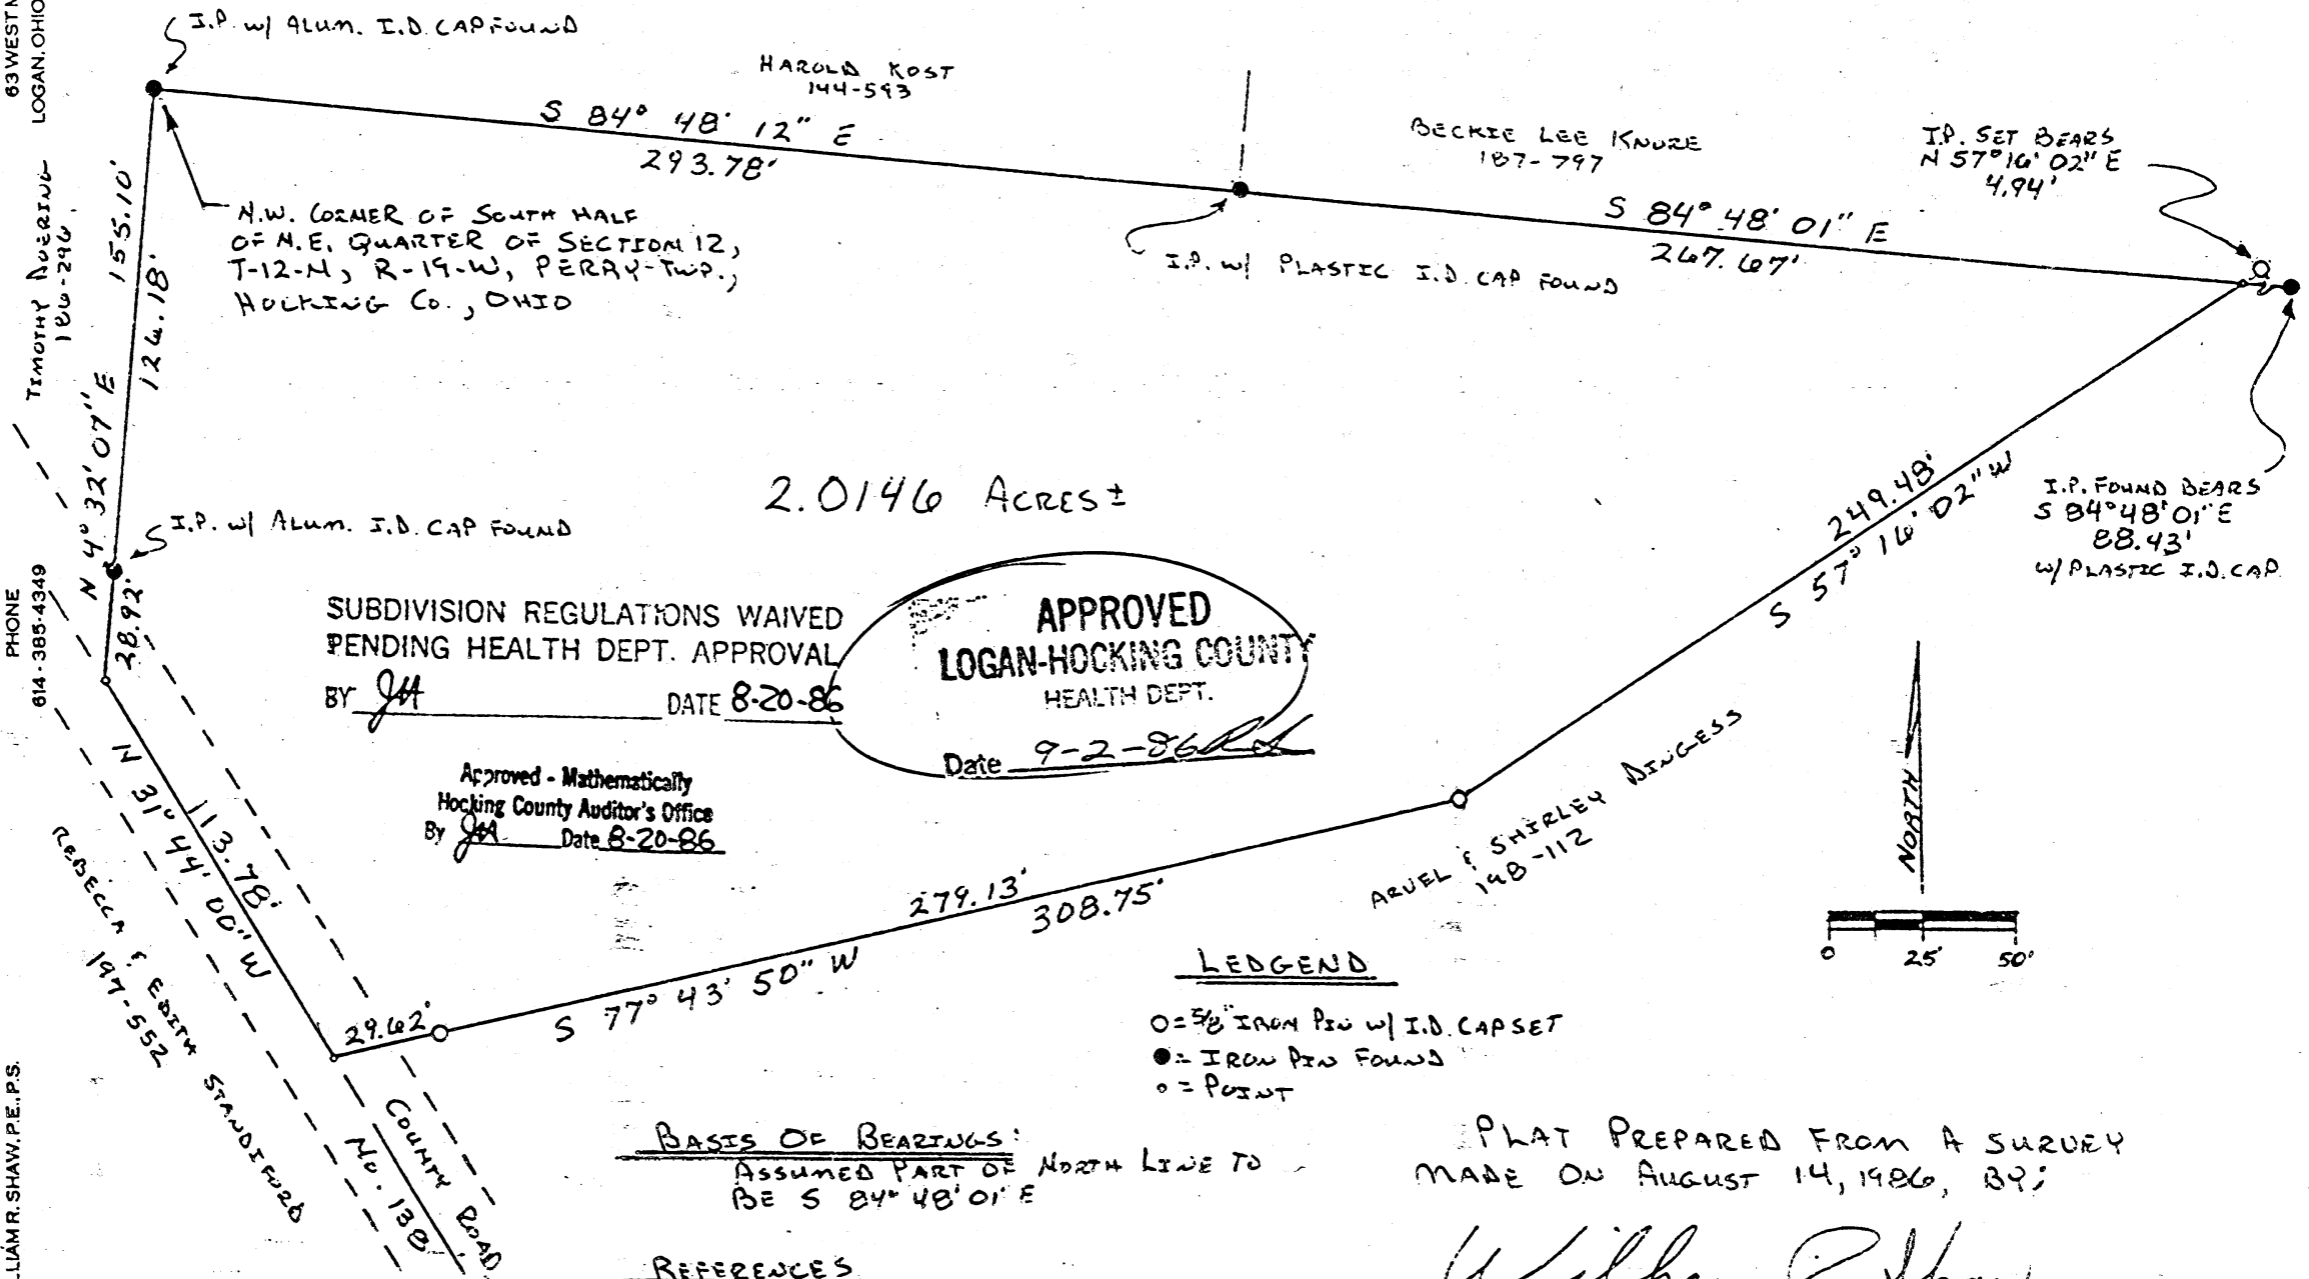 63 WEST
LOGAN, OHIO
I.P. w/ ALUM. I.D. CAP FOUND
HAROLD KOST
144-593
S 84° 48' 12" E
293.78'
BECKIE LEE KNUZE
187-797
I.P. SET BEARS
N 57° 16' 02" E
4.94'
S 84° 48' 01" E
267.67'
N.W. CORNER OF SOUTH HALF
OF N.E. QUARTER OF SECTION 12,
T-12-N, R-19-W, PERRY-TWP.,
HOCKING Co., OHIO
I.P. w/ PLASTIC I.D. CAP FOUND
TIMOTHY
186-296
N 4° 32' 07" E 155.10'
126.18'
2.0146 ACRES ±
249.48'
S 57° 16' 02" W
I.P. FOUND BEARS
S 84° 48' 01" E
88.43'
W/ PLASTIC I.D. CAP
I.P. w/ ALUM. I.D. CAP FOUND
28.92'
PHONE
614-385-4349
SUBDIVISION REGULATIONS WAIVED
PENDING HEALTH DEPT. APPROVAL
BY DATE 8-20-86
APPROVED
LOGAN-HOCKING COUNTY
HEALTH DEPT.
Date 9-2-86
Approved - Mathematically
Hocking County Auditor's Office
By Date 8-20-86
N 31° 44' 00" W
113.78'
REBECCA & EDITH STANDIFORD
197-552
29.62'
279.13'
308.75'
S 77° 43' 50" W
ARVEL & SHIRLEY DINGESS
148-112
NORTH
0 25' 50'
LEDGEND
O = 5/8" IRON PIN w/ I.D. CAP SET
● = IRON PIN FOUND
o = POINT
COUNTY ROAD
No. 138
BASIS OF BEARINGS:
ASSUMED PART OF NORTH LINE TO
BE S 84° 48' 01" E
PLAT PREPARED FROM A SURVEY
MADE ON AUGUST 14, 1986, BY;
REFERENCES
LLIAM R. SHAW, P.E., P.S.